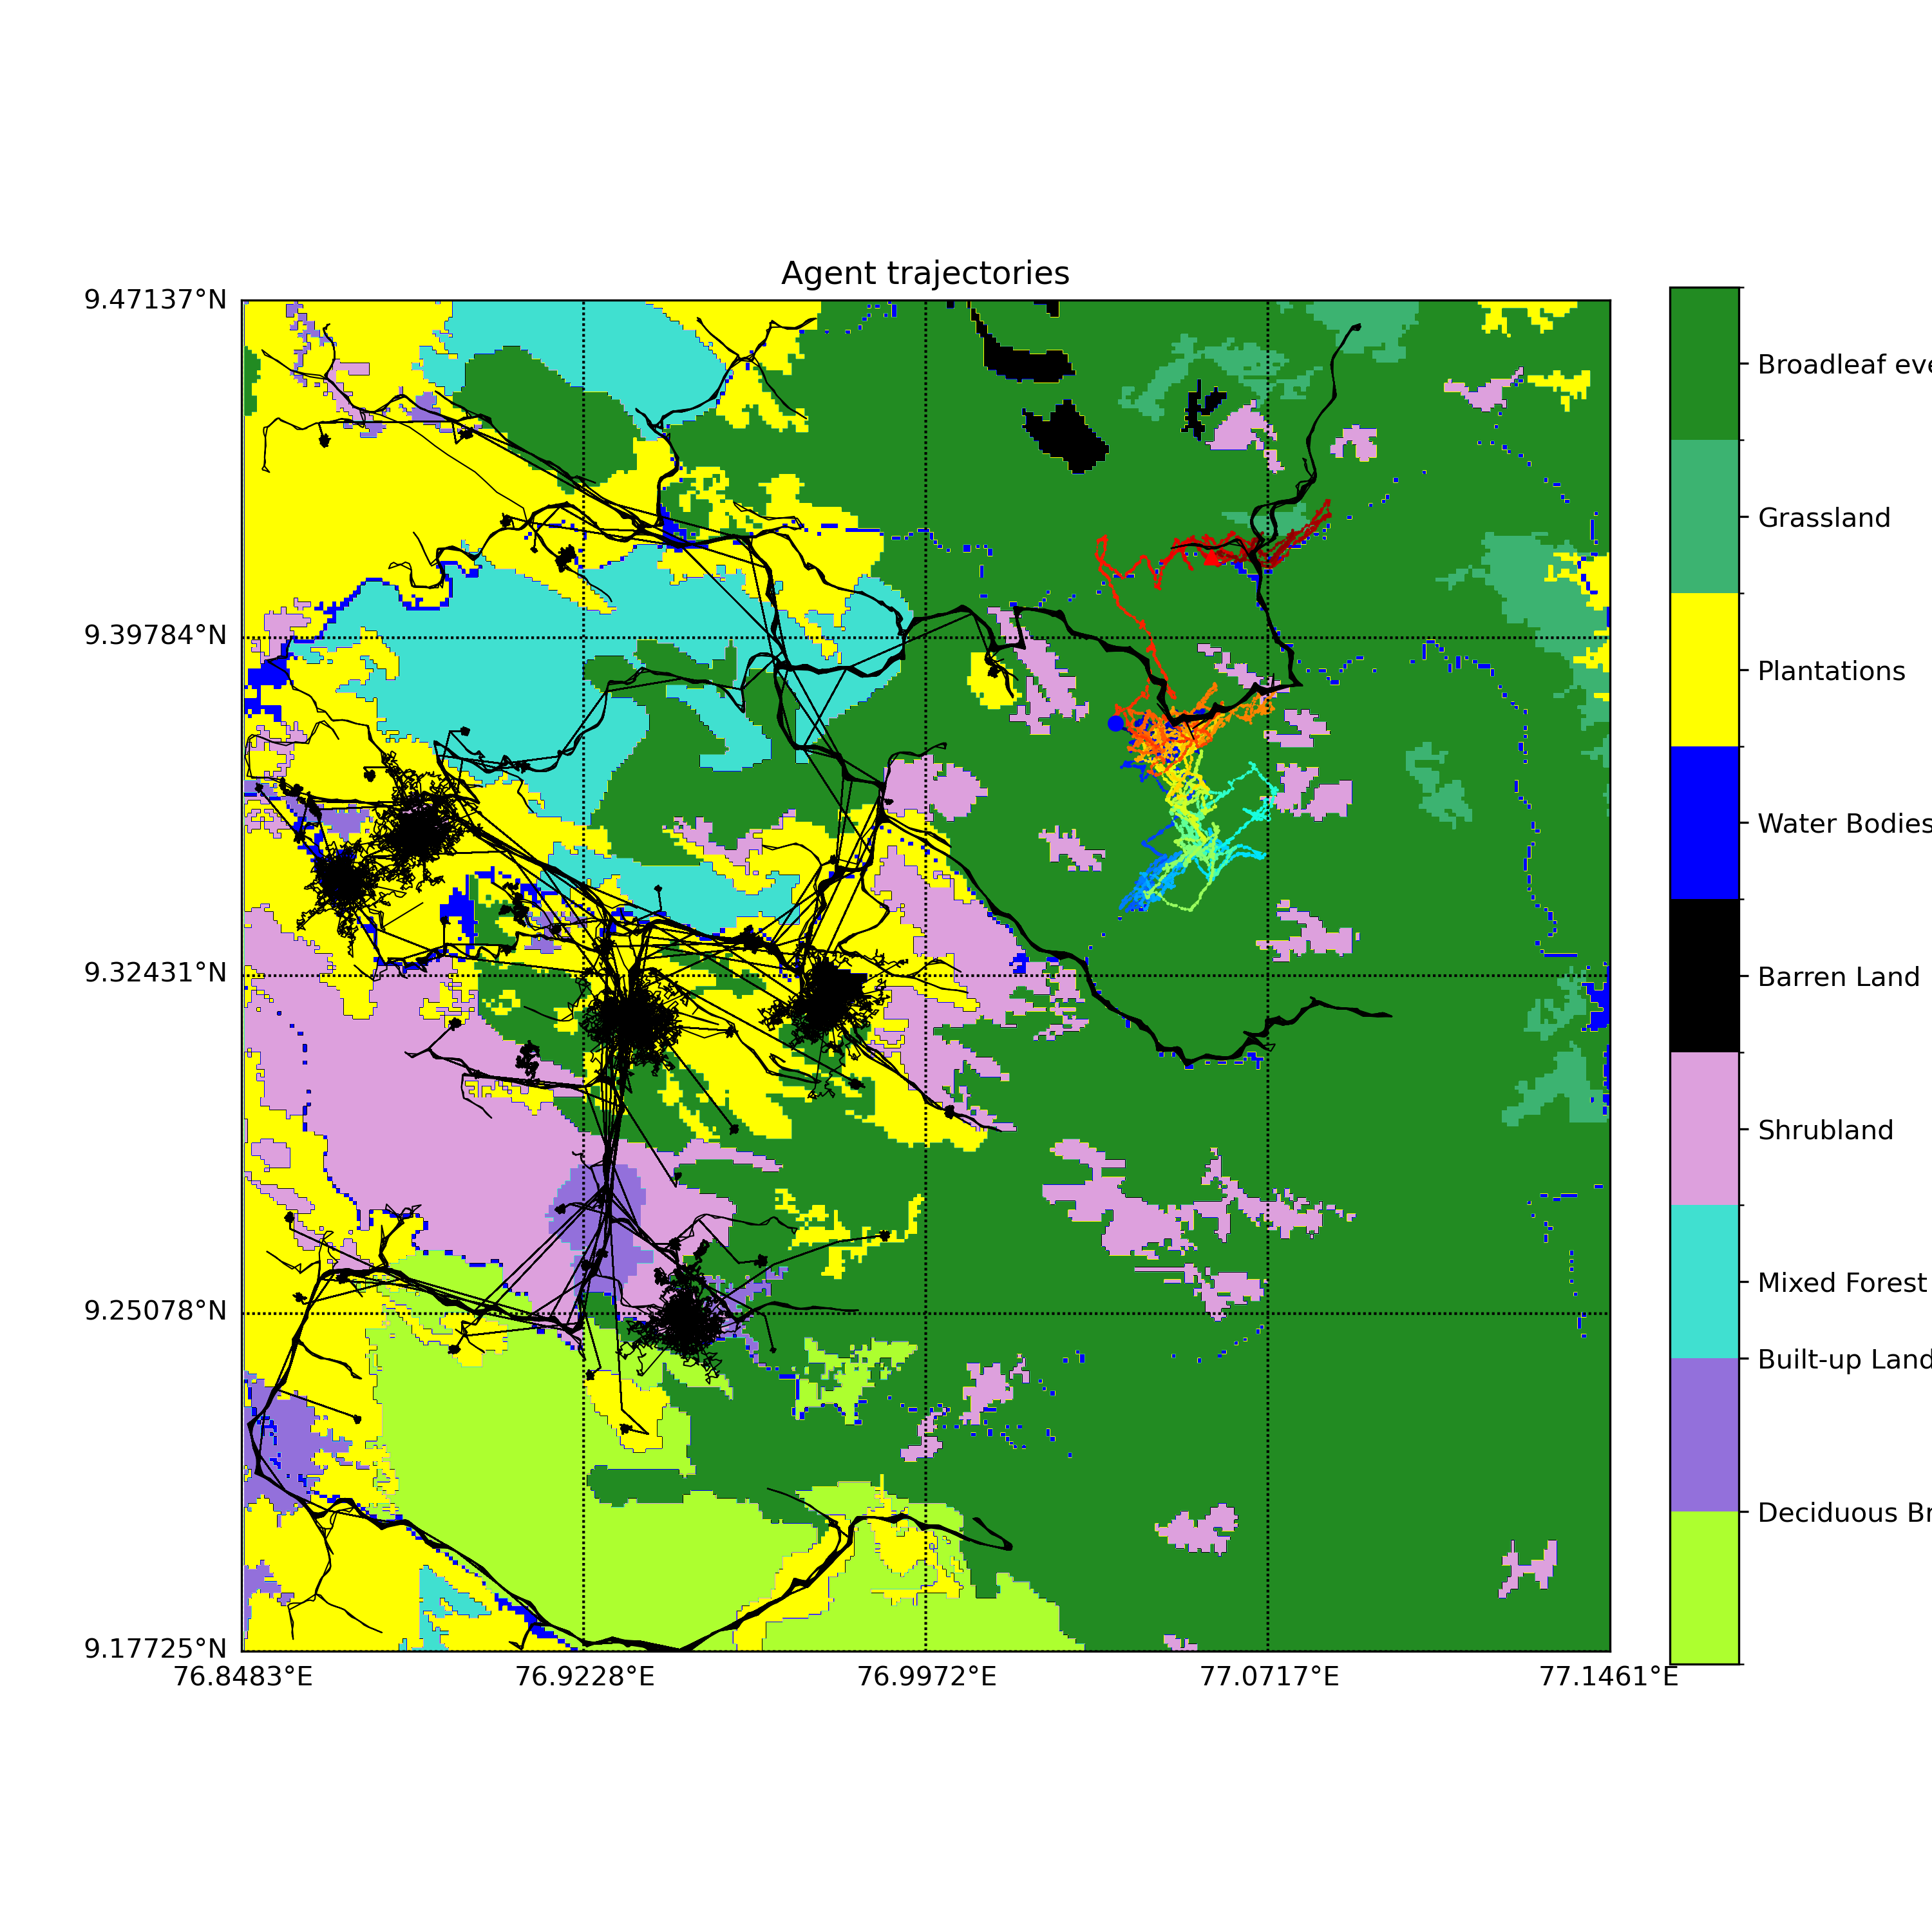 Agent trajectories
9.47137°N
9.39784°N
9.32431°N
9.25078°N
9.17725°N
76.8483°E 76.9228°E 76.9972°E 77.0717°E 77.1461°E
Broadleaf eve
Grassland
Plantations
Water Bodies
Barren Land
Shrubland
Mixed Forest
Built-up Land
Deciduous Br